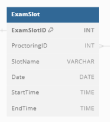 ExamSlot
ExamSlotID INT
ProctoringID INT
SlotName VARCHAR
Date DATE
StartTime TIME
EndTime TIME